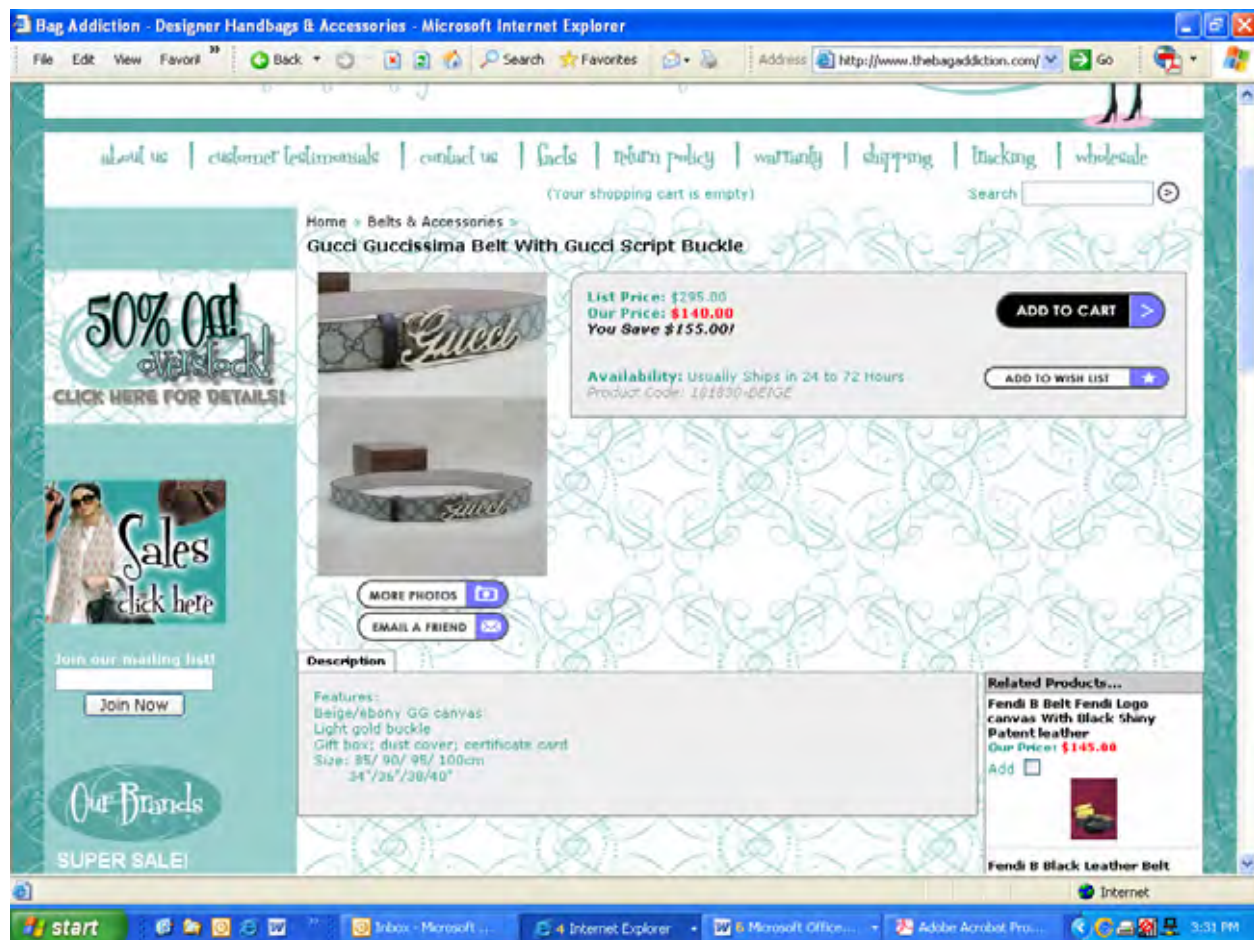 Bag Addiction - Designer Handbags & Accessories - Microsoft Internet Explorer
File Edit View Favorit » Back Search Favorites Address http://www.thebagaddiction.com/ Go
about us | customer testimonials | contact us | facts | return policy | warranty | shipping | tracking | wholesale
(Your shopping cart is empty) Search
Home > Belts & Accessories >
Gucci Guccissima Belt With Gucci Script Buckle
50% Off!
overstock!
CLICK HERE FOR DETAILS!
Gucci
List Price: $295.00
Our Price: $140.00
You Save $155.00!
ADD TO CART
Availability: Usually Ships in 24 to 72 Hours
Product Code: 181830-BEIGE
ADD TO WISH LIST
Gucci
Sales
click here
MORE PHOTOS
EMAIL A FRIEND
Join our mailing list!
Join Now
Description
Features:
Beige/ebony GG canvas
Light gold buckle
Gift box; dust cover; certificate card
Size: 85/ 90/ 95/ 100cm
34"/36"/38/40"
Related Products...
Fendi B Belt Fendi Logo
canvas With Black Shiny
Patent leather
Our Price: $145.00
Add
Fendi B Black Leather Belt
Our Brands
SUPER SALE!
Internet
start » Inbox - Microsoft ... 4 Internet Explorer 6 Microsoft Office... Adobe Acrobat Pro... 3:31 PM